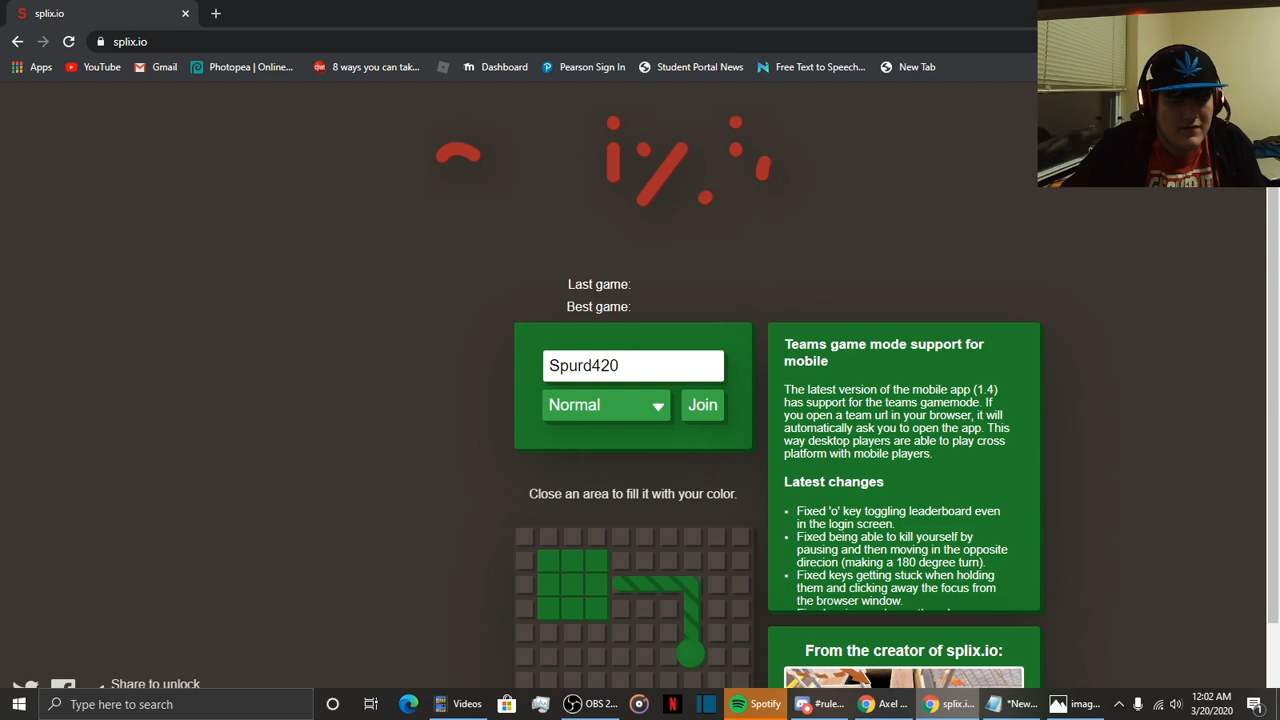 splix.io
splix.io
Apps
YouTube
Gmail
Photopea | Online...
8 ways you can tak...
Dashboard
Pearson Sign In
Student Portal News
Free Text to Speech...
New Tab
Last game:
Best game:
Spurd420
Normal
Join
Close an area to fill it with your color.
Teams game mode support for
mobile
The latest version of the mobile app (1.4)
has support for the teams gamemode. If
you open a team url in your browser, it will
automatically ask you to open the app. This
way desktop players are able to play cross
platform with mobile players.
Latest changes
• Fixed 'o' key toggling leaderboard even
in the login screen.
• Fixed being able to kill yourself by
pausing and then moving in the opposite
direcion (making a 180 degree turn).
• Fixed keys getting stuck when holding
them and clicking away the focus from
the browser window.
From the creator of splix.io:
Share to unlock
Type here to search
Videos
OBS 2...
Spotify
#rule...
Axel ...
splix.i...
*New...
imag...
12:02 AM
3/20/2020